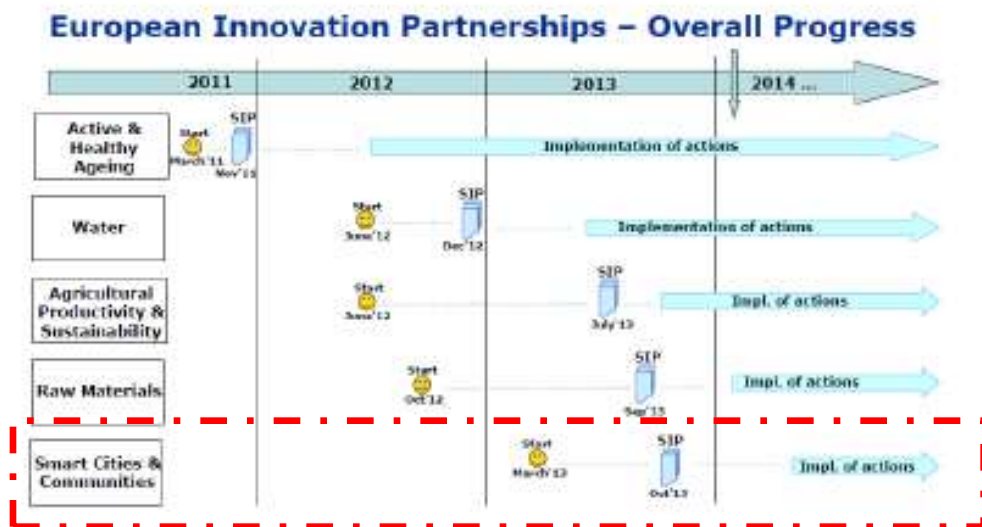 European Innovation Partnerships – Overall Progress
2011
2012
2013
2014 ...
Active &
Healthy
Ageing
Start
March'11
SIP
Nov'11
Implementation of actions
Water
Start
June'12
SIP
Dec'12
Implementation of actions
Agricultural
Productivity &
Sustainability
Start
June'12
SIP
July'13
Impl. of actions
Raw Materials
Start
Oct'12
SIP
Sep'13
Impl. of actions
Smart Cities &
Communities
Start
March'13
SIP
Out'13
Impl. of actions